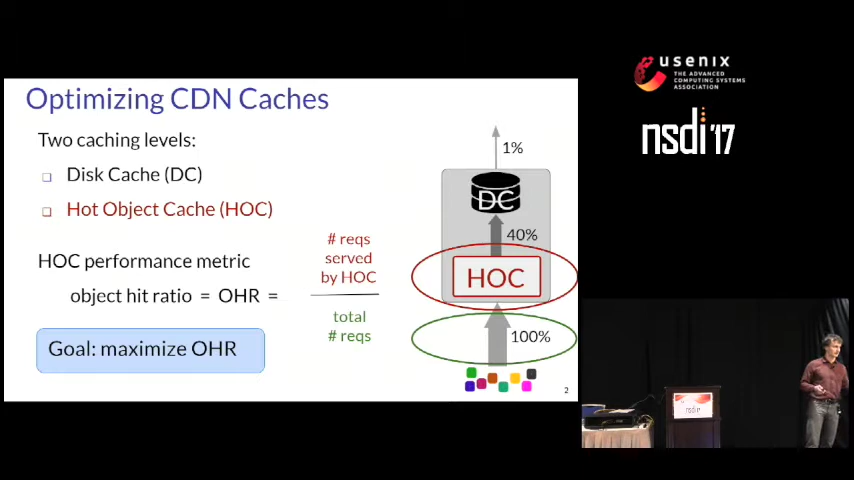 Optimizing CDN Caches
Two caching levels:
Disk Cache (DC)
Hot Object Cache (HOC)
HOC performance metric
object hit ratio = OHR =
# reqs
served
by HOC
total
# reqs
Goal: maximize OHR
1%
DC
40%
HOC
100%
2
usenix
THE ADVANCED
COMPUTING SYSTEMS
ASSOCIATION
nsdi '17
nsdi